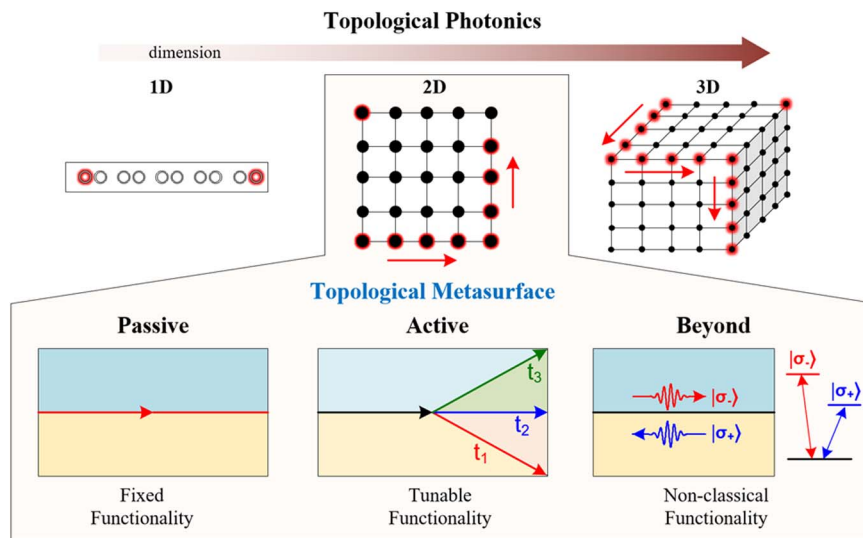 Topological Photonics
dimension
1D
2D
3D
Topological Metasurface
Passive
Active
Beyond
t₃
t₂
t₁
|σ₋⟩
|σ₊⟩
|σ₋⟩
|σ₊⟩
Fixed
Functionality
Tunable
Functionality
Non-classical
Functionality